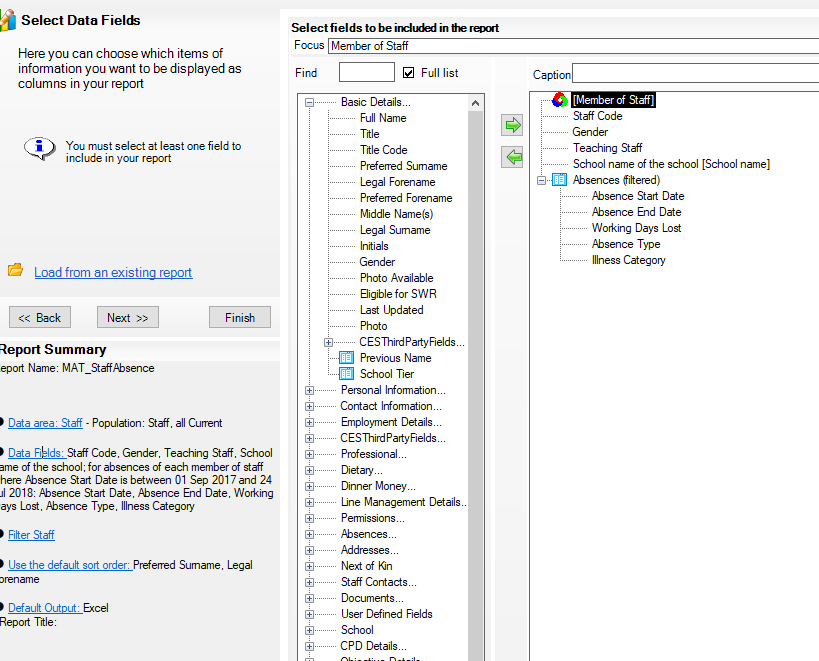 Select Data Fields
Here you can choose which items of
information you want to be displayed as
columns in your report
You must select at least one field to
include in your report
Load from an existing report
<< Back
Next >>
Finish
Report Summary
eport Name: MAT_StaffAbsence
Data area: Staff - Population: Staff, all Current
Data Fields: Staff Code, Gender, Teaching Staff, School
ame of the school; for absences of each member of staff
here Absence Start Date is between 01 Sep 2017 and 24
ul 2018: Absence Start Date, Absence End Date, Working
ays Lost, Absence Type, Illness Category
Filter Staff
Use the default sort order: Preferred Surname, Legal
orename
Default Output: Excel
Report Title:
Select fields to be included in the report
Focus Member of Staff
Find
Full list
Basic Details...
Full Name
Title
Title Code
Preferred Surname
Legal Forename
Preferred Forename
Middle Name(s)
Legal Surname
Initials
Gender
Photo Available
Eligible for SWR
Last Updated
Photo
CESThirdPartyFields...
Previous Name
School Tier
Personal Information...
Contact Information...
Employment Details...
CESThirdPartyFields...
Professional...
Dietary...
Dinner Money...
Line Management Details..
Permissions...
Absences...
Addresses...
Next of Kin
Staff Contacts...
Documents...
User Defined Fields
School
CPD Details...
Objective Details
Caption
[Member of Staff]
Staff Code
Gender
Teaching Staff
School name of the school [School name]
Absences (filtered)
Absence Start Date
Absence End Date
Working Days Lost
Absence Type
Illness Category